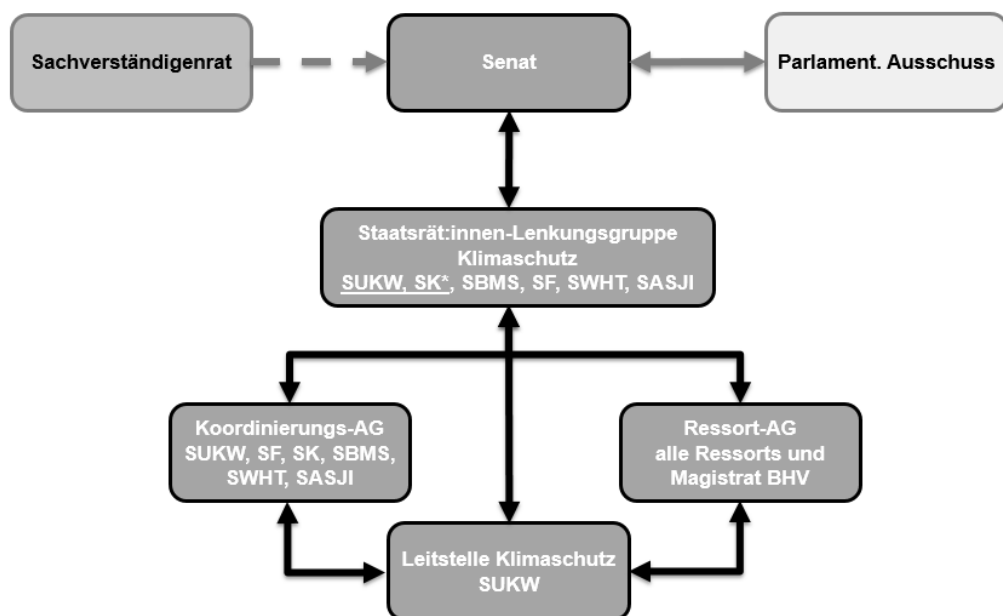 Sachverständigenrat
Senat
Parlament. Ausschuss
Staatsrät:innen-Lenkungsgruppe
Klimaschutz
SUKW, SK*, SBMS, SF, SWHT, SASJI
Koordinierungs-AG
SUKW, SF, SK, SBMS,
SWHT, SASJI
Ressort-AG
alle Ressorts und
Magistrat BHV
Leitstelle Klimaschutz
SUKW